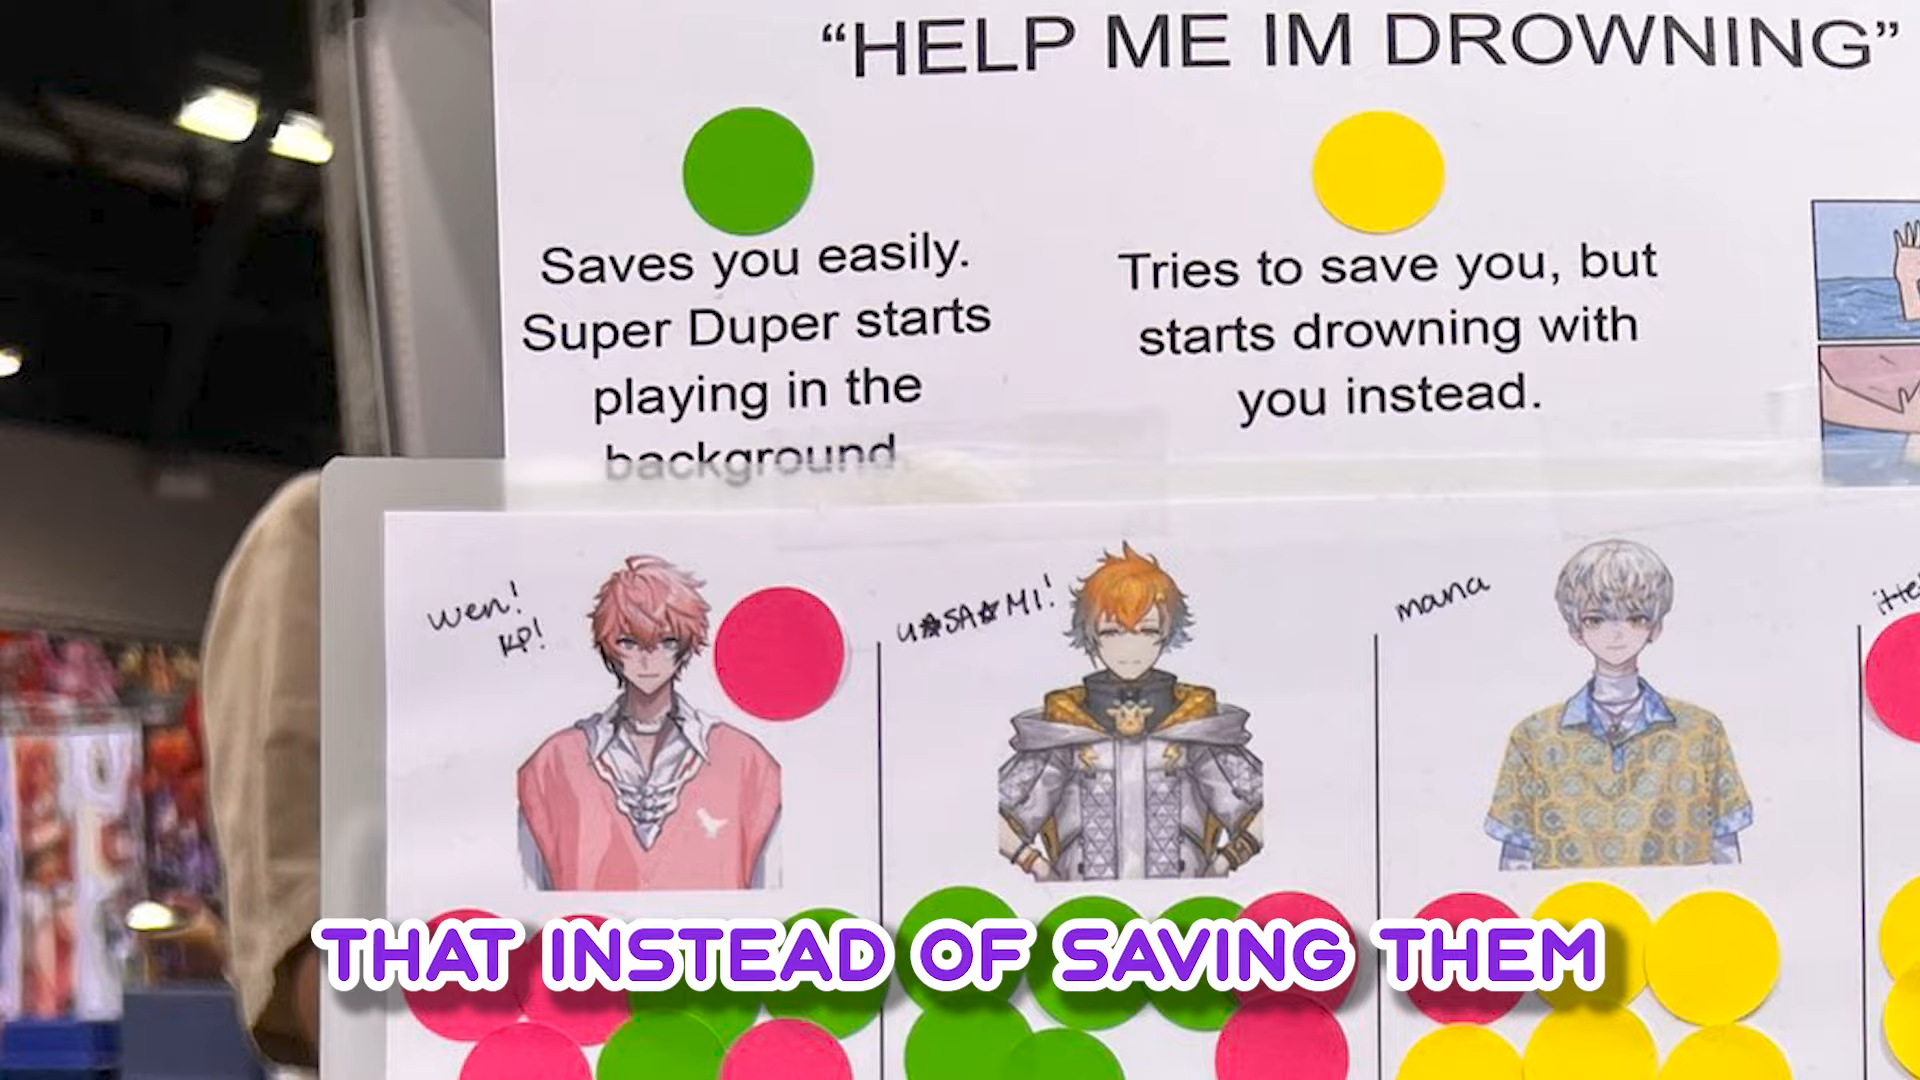 “HELP ME IM DROWNING”
Saves you easily.
Super Duper starts
playing in the
background.
Tries to save you, but
starts drowning with
you instead.
wen!
KP!
U☆SA☆MI!
mana
THAT INSTEAD OF SAVING THEM